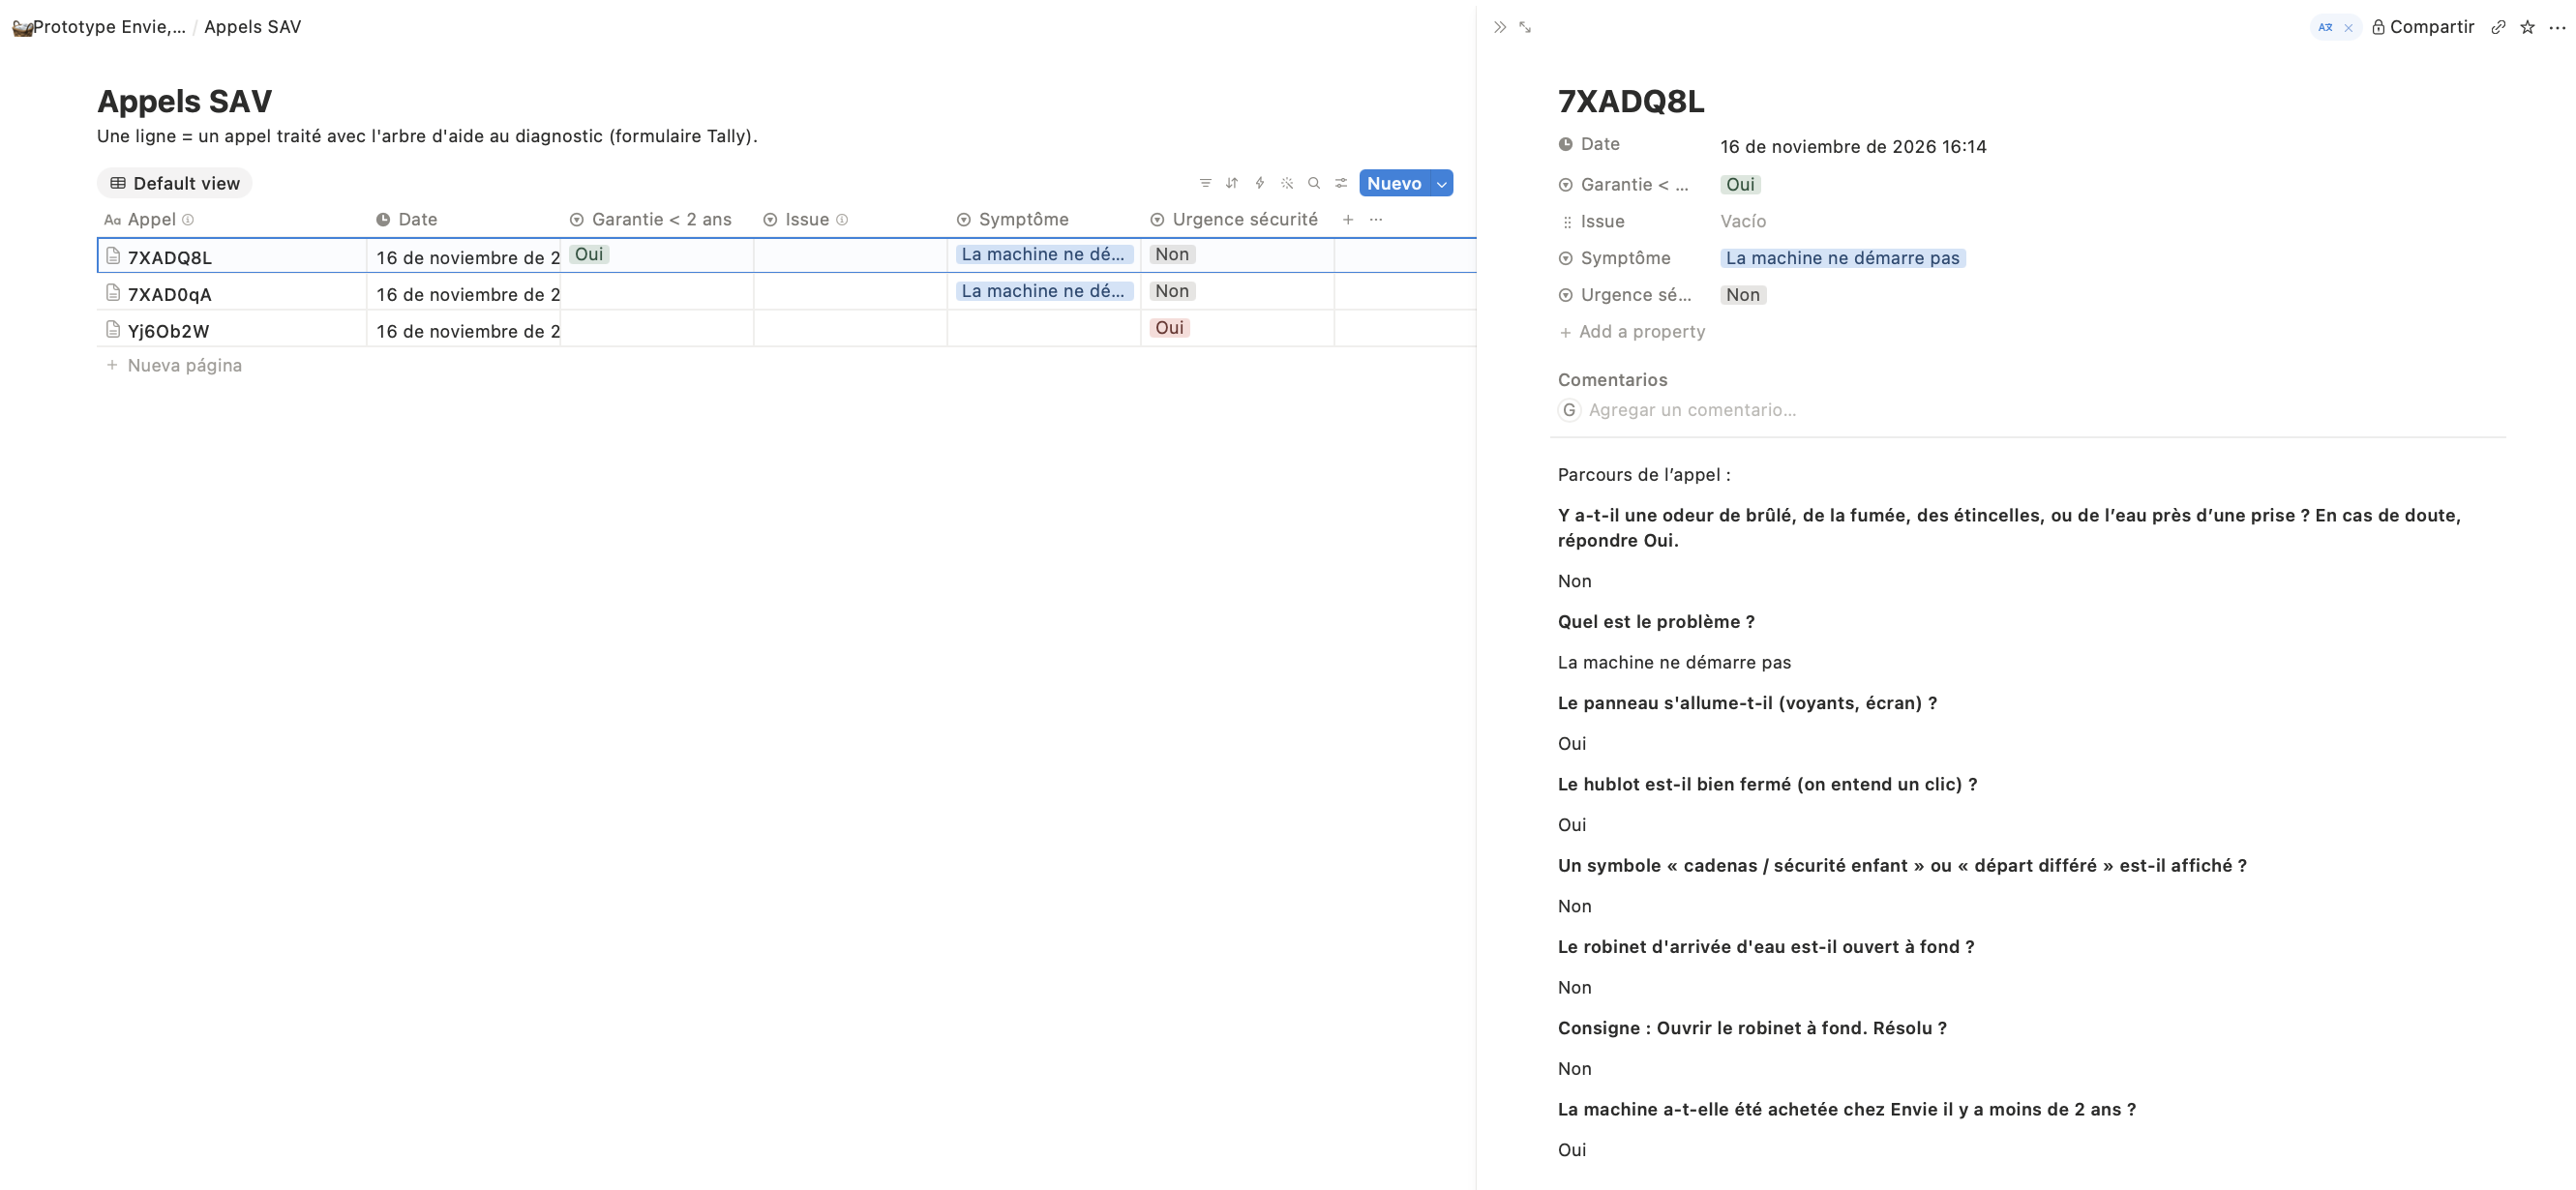 Prototype Envie,... / Appels SAV
Appels SAV
Une ligne = un appel traité avec l'arbre d'aide au diagnostic (formulaire Tally).
Default view
Nuevo
Aa Appel
Date
Garantie < 2 ans
Issue
Symptôme
Urgence sécurité
7XADQ8L
16 de noviembre de 2
Oui
La machine ne dé...
Non
7XAD0qA
16 de noviembre de 2
La machine ne dé...
Non
Yj6Ob2W
16 de noviembre de 2
Oui
+ Nueva página
Compartir
7XADQ8L
Date
16 de noviembre de 2026 16:14
Garantie < ...
Oui
Issue
Vacío
Symptôme
La machine ne démarre pas
Urgence sé...
Non
+ Add a property
Comentarios
G Agregar un comentario...
Parcours de l’appel :
Y a-t-il une odeur de brûlé, de la fumée, des étincelles, ou de l’eau près d’une prise ? En cas de doute,
répondre Oui.
Non
Quel est le problème ?
La machine ne démarre pas
Le panneau s'allume-t-il (voyants, écran) ?
Oui
Le hublot est-il bien fermé (on entend un clic) ?
Oui
Un symbole « cadenas / sécurité enfant » ou « départ différé » est-il affiché ?
Non
Le robinet d'arrivée d'eau est-il ouvert à fond ?
Non
Consigne : Ouvrir le robinet à fond. Résolu ?
Non
La machine a-t-elle été achetée chez Envie il y a moins de 2 ans ?
Oui